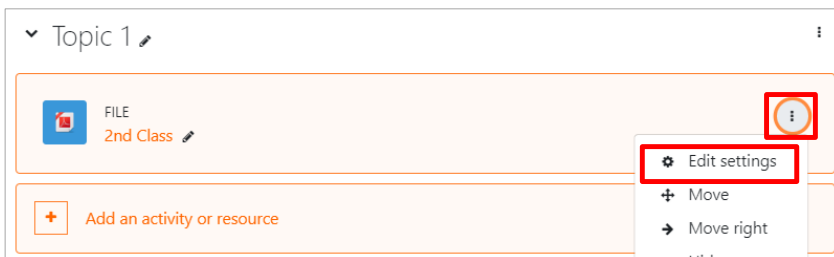 Topic 1
FILE
2nd Class
Edit settings
Move
Add an activity or resource
Move right